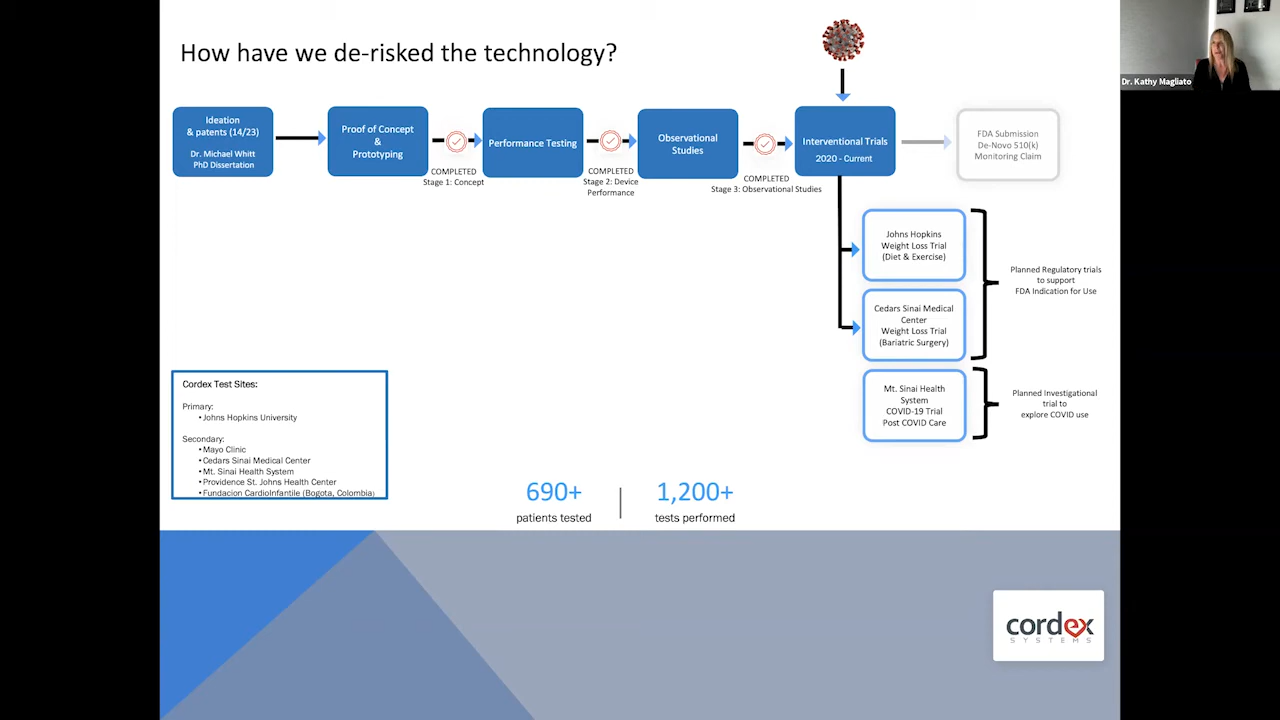 How have we de-risked the technology?
Dr. Kathy Magliato
Ideation
& patents (14/23)
Dr. Michael Whitt
PhD Dissertation
Proof of Concept
&
Prototyping
COMPLETED
Stage 1: Concept
Performance Testing
COMPLETED
Stage 2: Device
Performance
Observational
Studies
COMPLETED
Stage 3: Observational Studies
Interventional Trials
2020 - Current
FDA Submission
De-Novo 510(k)
Monitoring Claim
Johns Hopkins
Weight Loss Trial
(Diet & Exercise)
Cedars Sinai Medical
Center
Weight Loss Trial
(Bariatric Surgery)
Planned Regulatory trials
to support
FDA Indication for Use
Mt. Sinai Health
System
COVID-19 Trial
Post COVID Care
Planned Investigational
trial to
explore COVID use
Cordex Test Sites:
Primary:
• Johns Hopkins University
Secondary:
• Mayo Clinic
• Cedars Sinai Medical Center
• Mt. Sinai Health System
• Providence St. Johns Health Center
• Fundacion CardioInfantile (Bogota, Colombia)
690+
patients tested
1,200+
tests performed
cordex
SYSTEMS